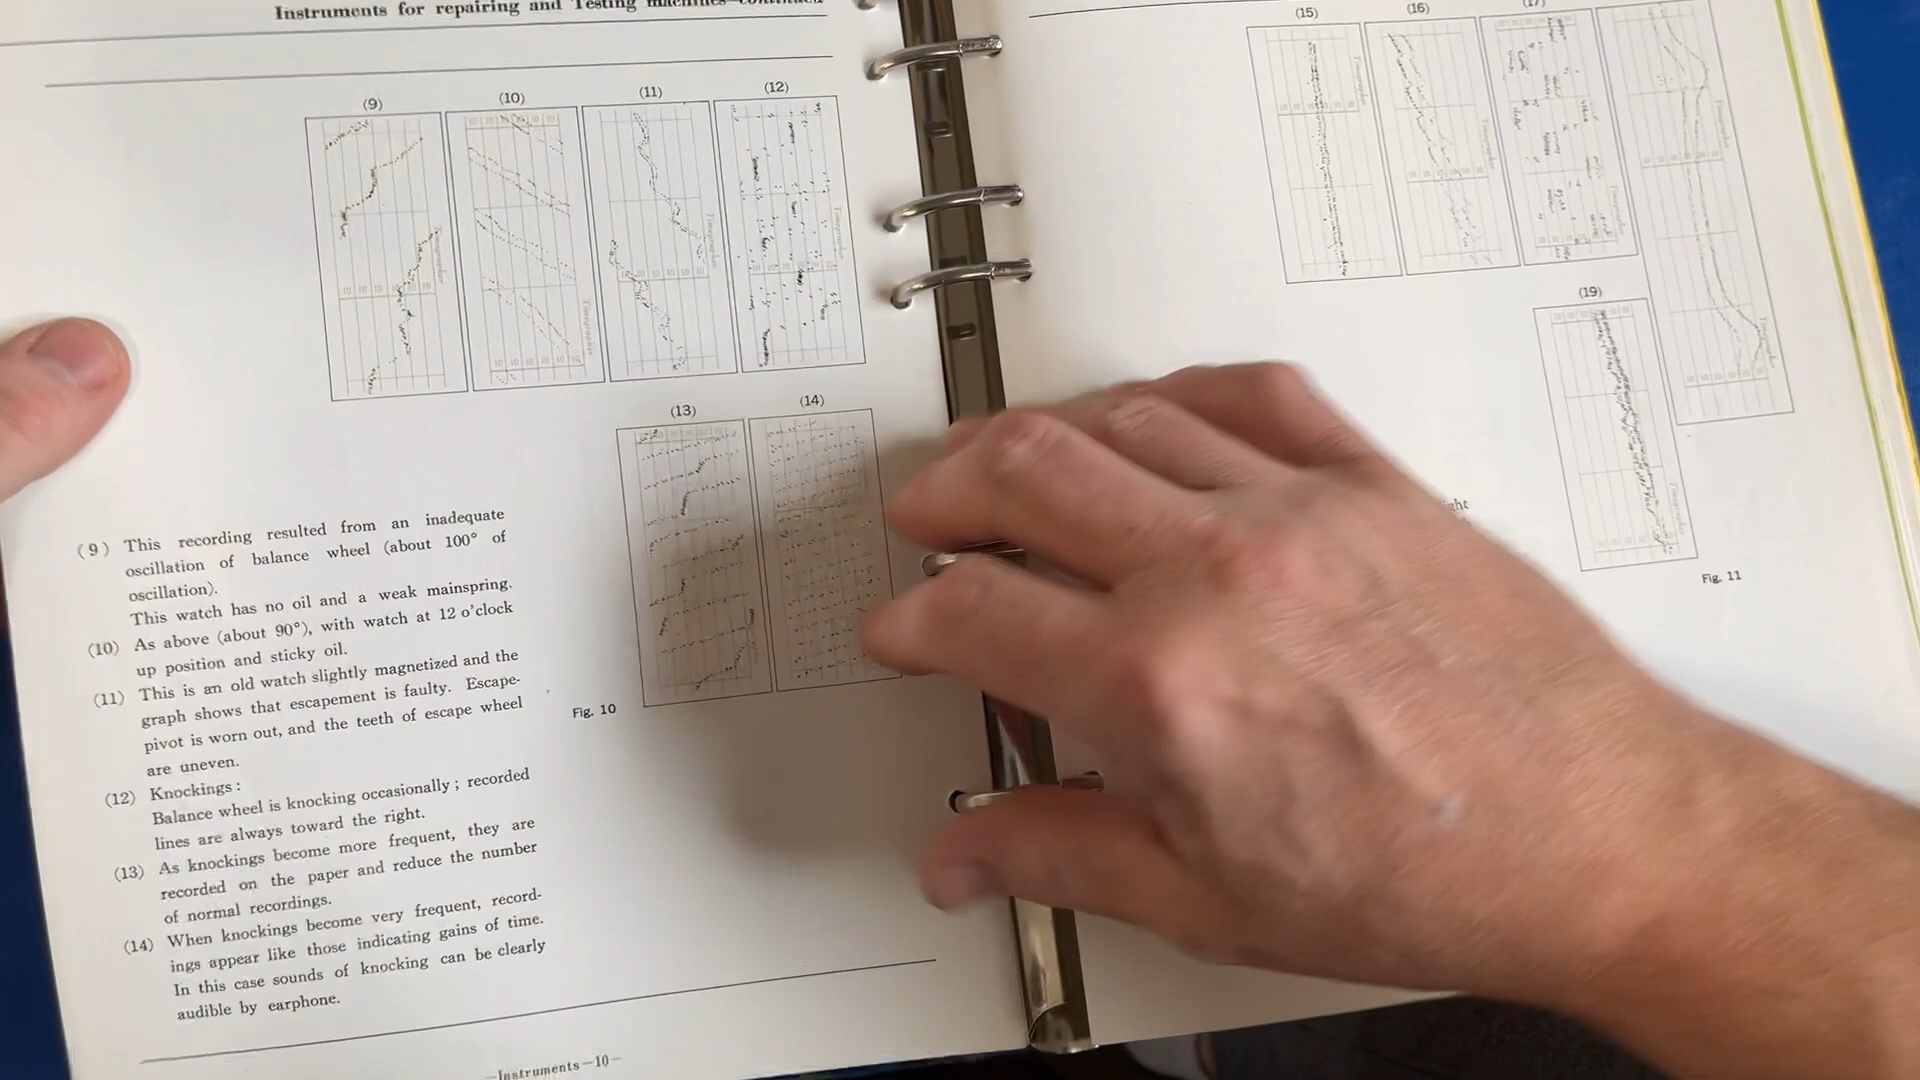 Instruments for repairing and Testing machines—continued
(9)
(10)
(11)
(12)
(13)
(14)
(9) This recording resulted from an inadequate
oscillation of balance wheel (about 100° of
oscillation).
This watch has no oil and a weak mainspring.
(10) As above (about 90°), with watch at 12 o'clock
up position and sticky oil.
(11) This is an old watch slightly magnetized and the
graph shows that escapement is faulty. Escape-
pivot is worn out, and the teeth of escape wheel
are uneven.
(12) Knockings:
Balance wheel is knocking occasionally; recorded
lines are always toward the right.
(13) As knockings become more frequent, they are
recorded on the paper and reduce the number
of normal recordings.
(14) When knockings become very frequent, record-
ings appear like those indicating gains of time.
In this case sounds of knocking can be clearly
audible by earphone.
Fig. 10
—Instruments—10—
(15)
(16)
(17)
(19)
ght
Fig. 11